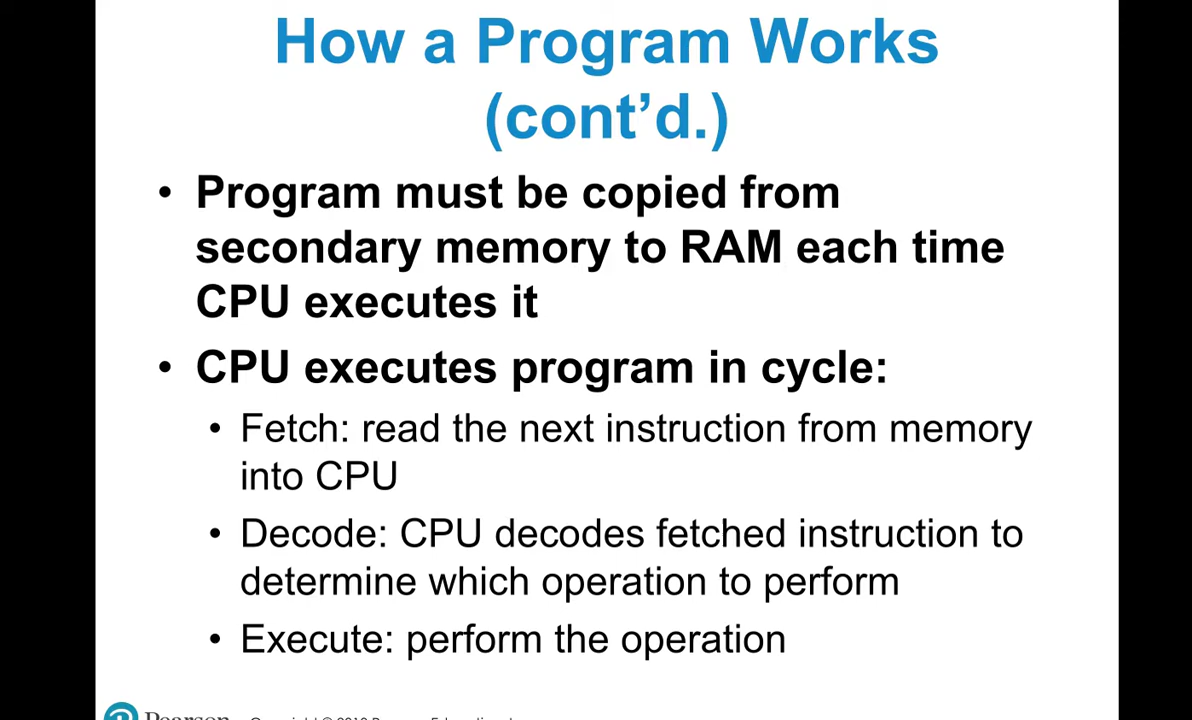 How a Program Works
(cont’d.)
• Program must be copied from
secondary memory to RAM each time
CPU executes it
• CPU executes program in cycle:
• Fetch: read the next instruction from memory
into CPU
• Decode: CPU decodes fetched instruction to
determine which operation to perform
• Execute: perform the operation
Pearson